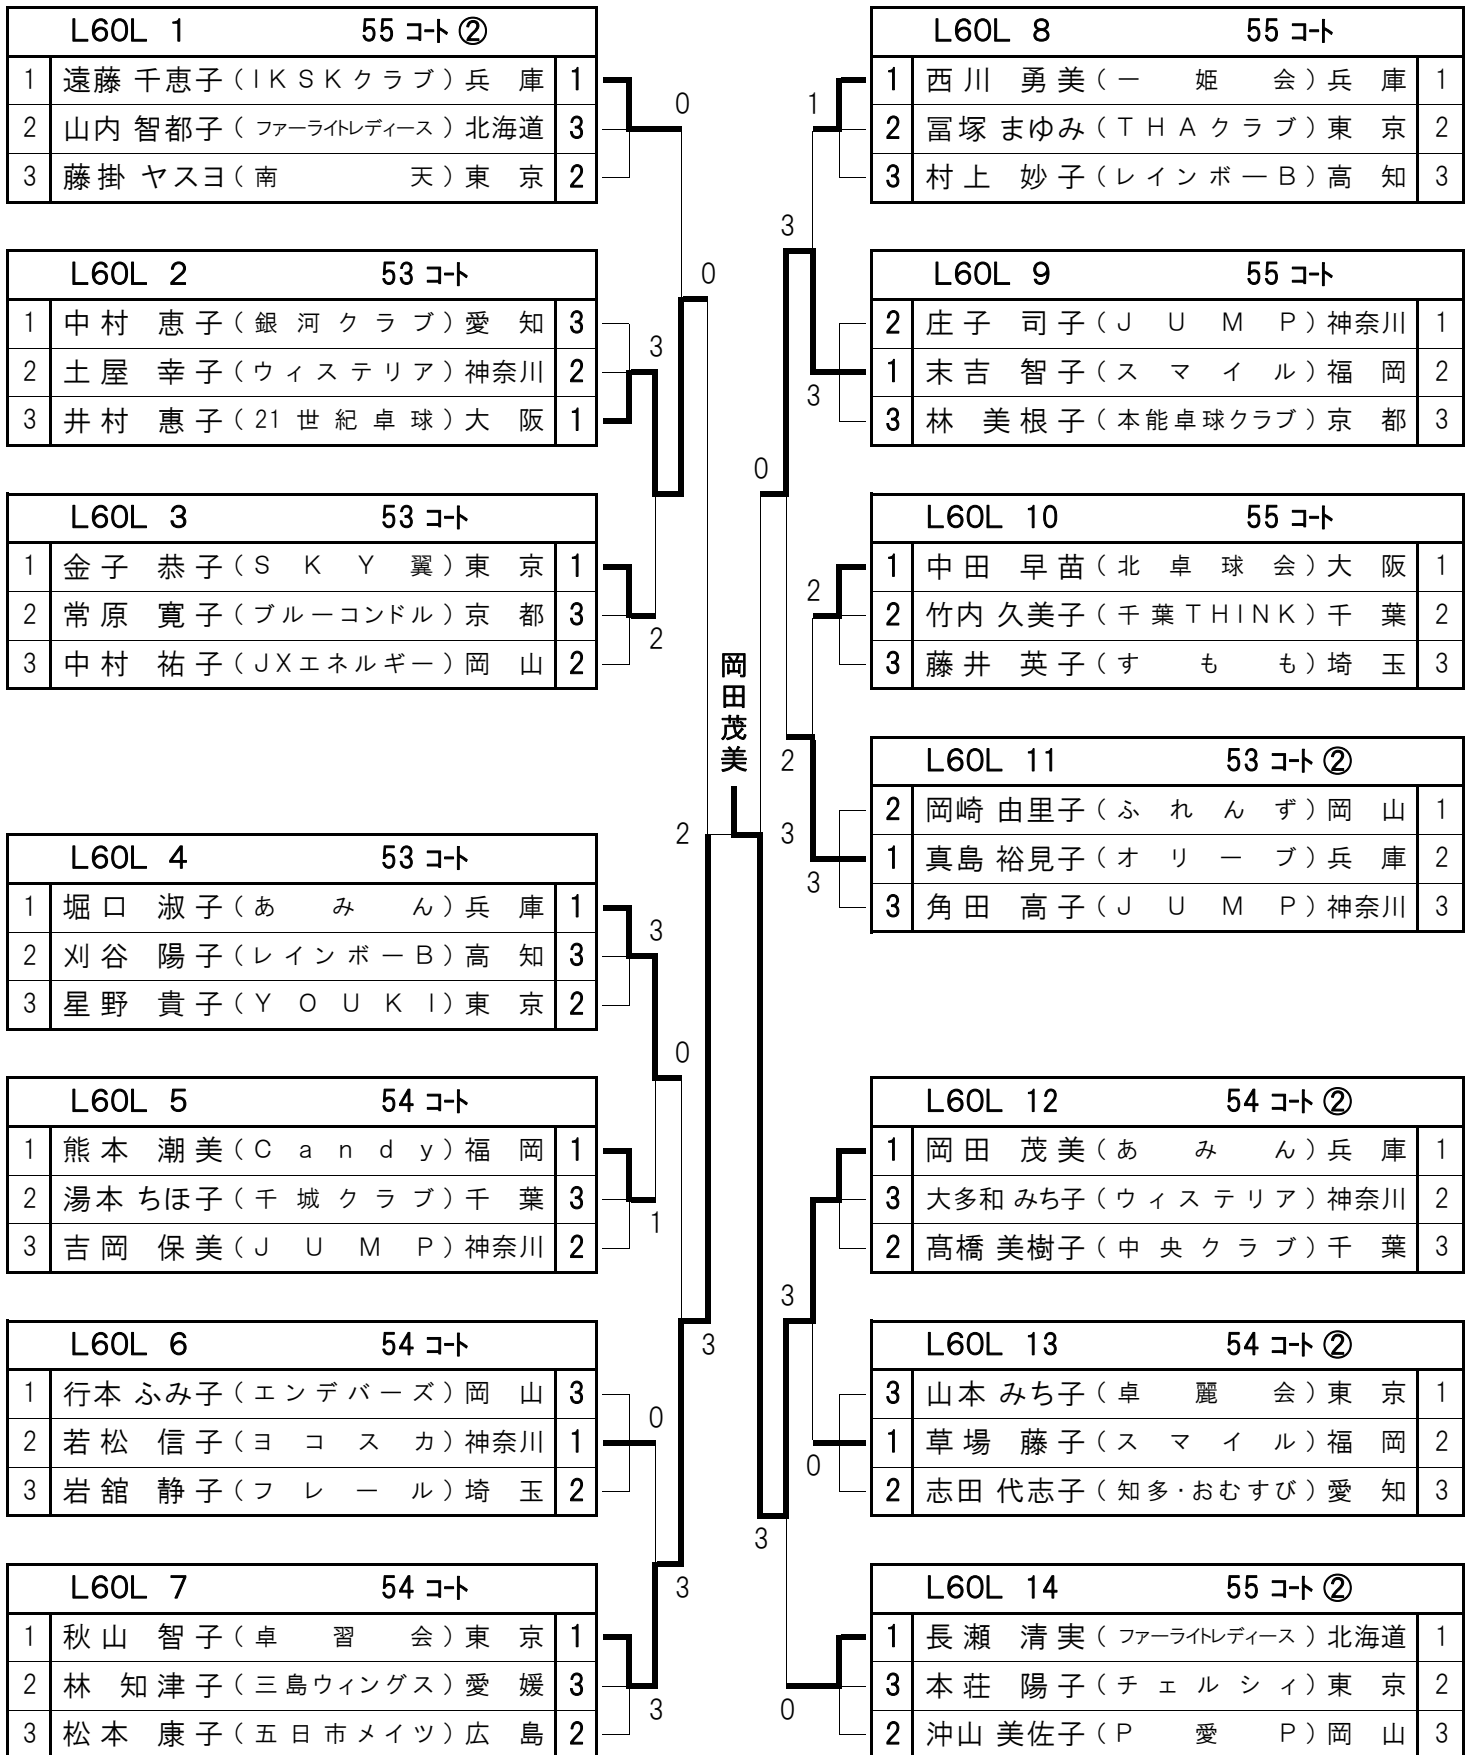 L60L 1 55 コート ②
1 遠藤 千恵子 (IKSKクラブ) 兵庫 1
2 山内 智都子 (ファーライトレディース) 北海道 3
3 藤掛 ヤスヨ (南天) 東京 2
0
L60L 2 53 コート
1 中村 恵子 (銀河クラブ) 愛知 3
2 土屋 幸子 (ウィステリア) 神奈川 2
3 井村 惠子 (21世紀卓球) 大阪 1
0
3
L60L 3 53 コート
1 金子 恭子 (SKY翼) 東京 1
2 常原 寛子 (ブルーコンドル) 京都 3
3 中村 祐子 (JXエネルギー) 岡山 2
2
L60L 4 53 コート
1 堀口 淑子 (あみん) 兵庫 1
2 刈谷 陽子 (レインボーB) 高知 3
3 星野 貴子 (YOUKI) 東京 2
2
3
0
L60L 5 54 コート
1 熊本 潮美 (Candy) 福岡 1
2 湯本 ちほ子 (千城クラブ) 千葉 3
3 吉岡 保美 (JUMP) 神奈川 2
1
L60L 6 54 コート
1 行本 ふみ子 (エンデバーズ) 岡山 3
2 若松 信子 (ヨコスカ) 神奈川 1
3 岩舘 静子 (フレール) 埼玉 2
3
0
L60L 7 54 コート
1 秋山 智子 (卓習会) 東京 1
2 林 知津子 (三島ウィングス) 愛媛 3
3 松本 康子 (五日市メイツ) 広島 2
3
3
岡田茂美
L60L 8 55 コート
1 西川 勇美 (一姫会) 兵庫 1
2 冨塚 まゆみ (THAクラブ) 東京 2
3 村上 妙子 (レインボーB) 高知 3
1
3
L60L 9 55 コート
2 庄子 司子 (JUMP) 神奈川 1
1 末吉 智子 (スマイル) 福岡 2
3 林 美根子 (本能卓球クラブ) 京都 3
3
0
L60L 10 55 コート
1 中田 早苗 (北卓球会) 大阪 1
2 竹内 久美子 (千葉THINK) 千葉 2
3 藤井 英子 (すもも) 埼玉 3
2
L60L 11 53 コート ②
2 岡崎 由里子 (ふれんず) 岡山 1
1 真島 裕見子 (オリーブ) 兵庫 2
3 角田 高子 (JUMP) 神奈川 3
2
3
3
L60L 12 54 コート ②
1 岡田 茂美 (あみん) 兵庫 1
3 大多和 みち子 (ウィステリア) 神奈川 2
2 髙橋 美樹子 (中央クラブ) 千葉 3
3
L60L 13 54 コート ②
3 山本 みち子 (卓麗会) 東京 1
1 草場 藤子 (スマイル) 福岡 2
2 志田 代志子 (知多・おむすび) 愛知 3
0
3
L60L 14 55 コート ②
1 長瀬 清実 (ファーライトレディース) 北海道 1
3 本荘 陽子 (チェルシィ) 東京 2
2 沖山 美佐子 (P愛P) 岡山 3
0